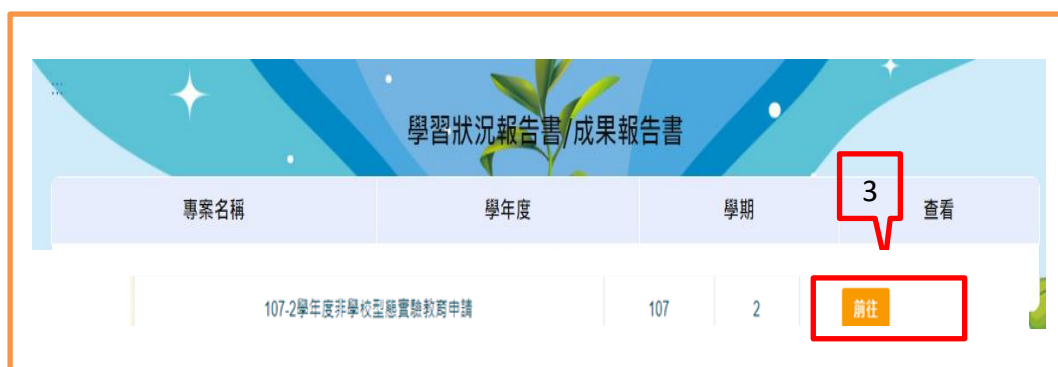 學習狀況報告書/成果報告書
3
專案名稱 學年度 學期 查看
107-2學年度非學校型態實驗教育申請 107 2 前往